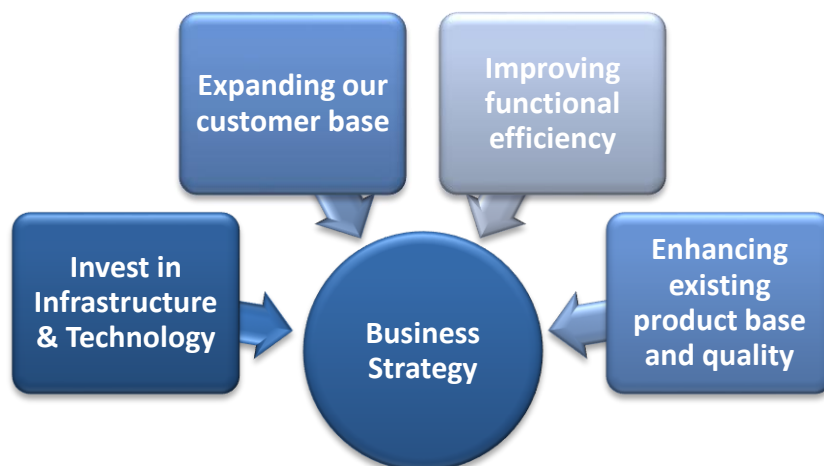 Expanding our
customer base
Improving
functional
efficiency
Invest in
Infrastructure
& Technology
Business
Strategy
Enhancing
existing
product base
and quality